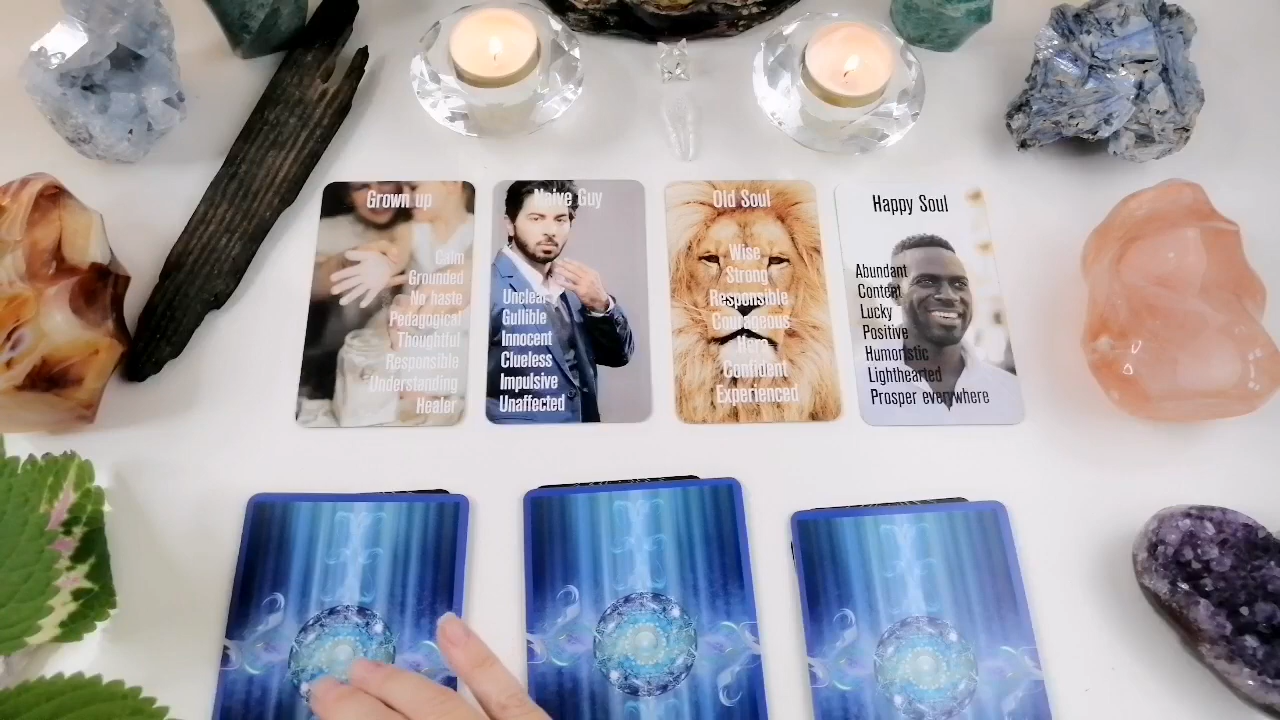 Grown up
Calm
Grounded
No haste
Pedagogical
Thoughtful
Responsible
Understanding
Healer
Naive Guy
Unclear
Gullible
Innocent
Clueless
Impulsive
Unaffected
Old Soul
Wise
Strong
Responsible
Courageous
Hero
Confident
Experienced
Happy Soul
Abundant
Content
Lucky
Positive
Humoristic
Lighthearted
Prosper everywhere